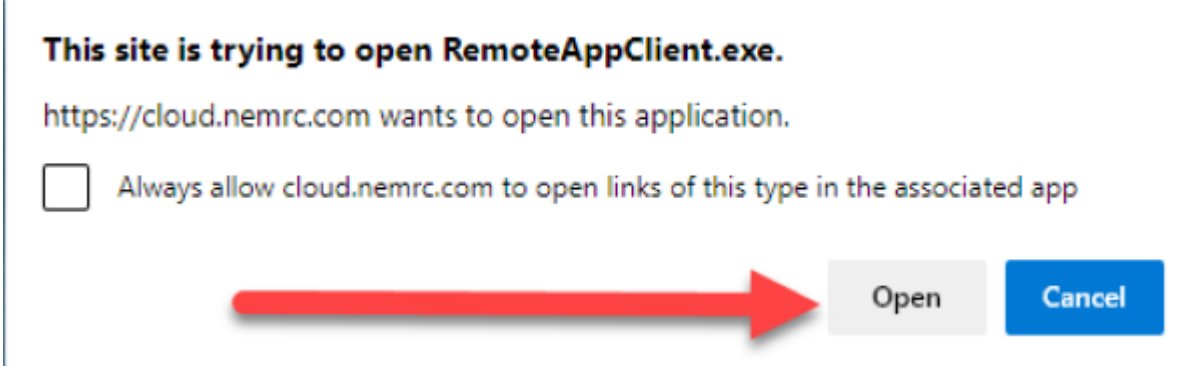 This site is trying to open RemoteAppClient.exe.
https://cloud.nemrc.com wants to open this application.
Always allow cloud.nemrc.com to open links of this type in the associated app
Open Cancel